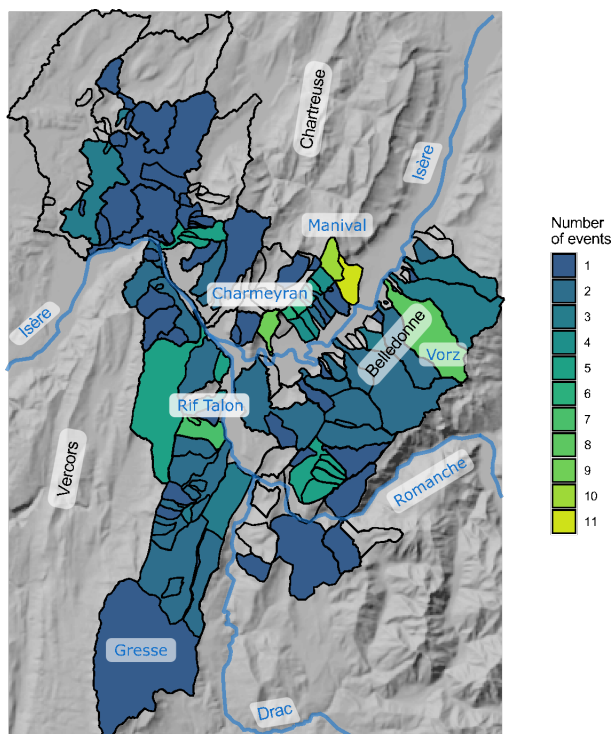 Chartreuse
Isère
Manival
Isère
Charmeyran
Belledonne
Vorz
Rif Talon
Vercors
Romanche
Gresse
Drac
Number
of events
1
2
3
4
5
6
7
8
9
10
11